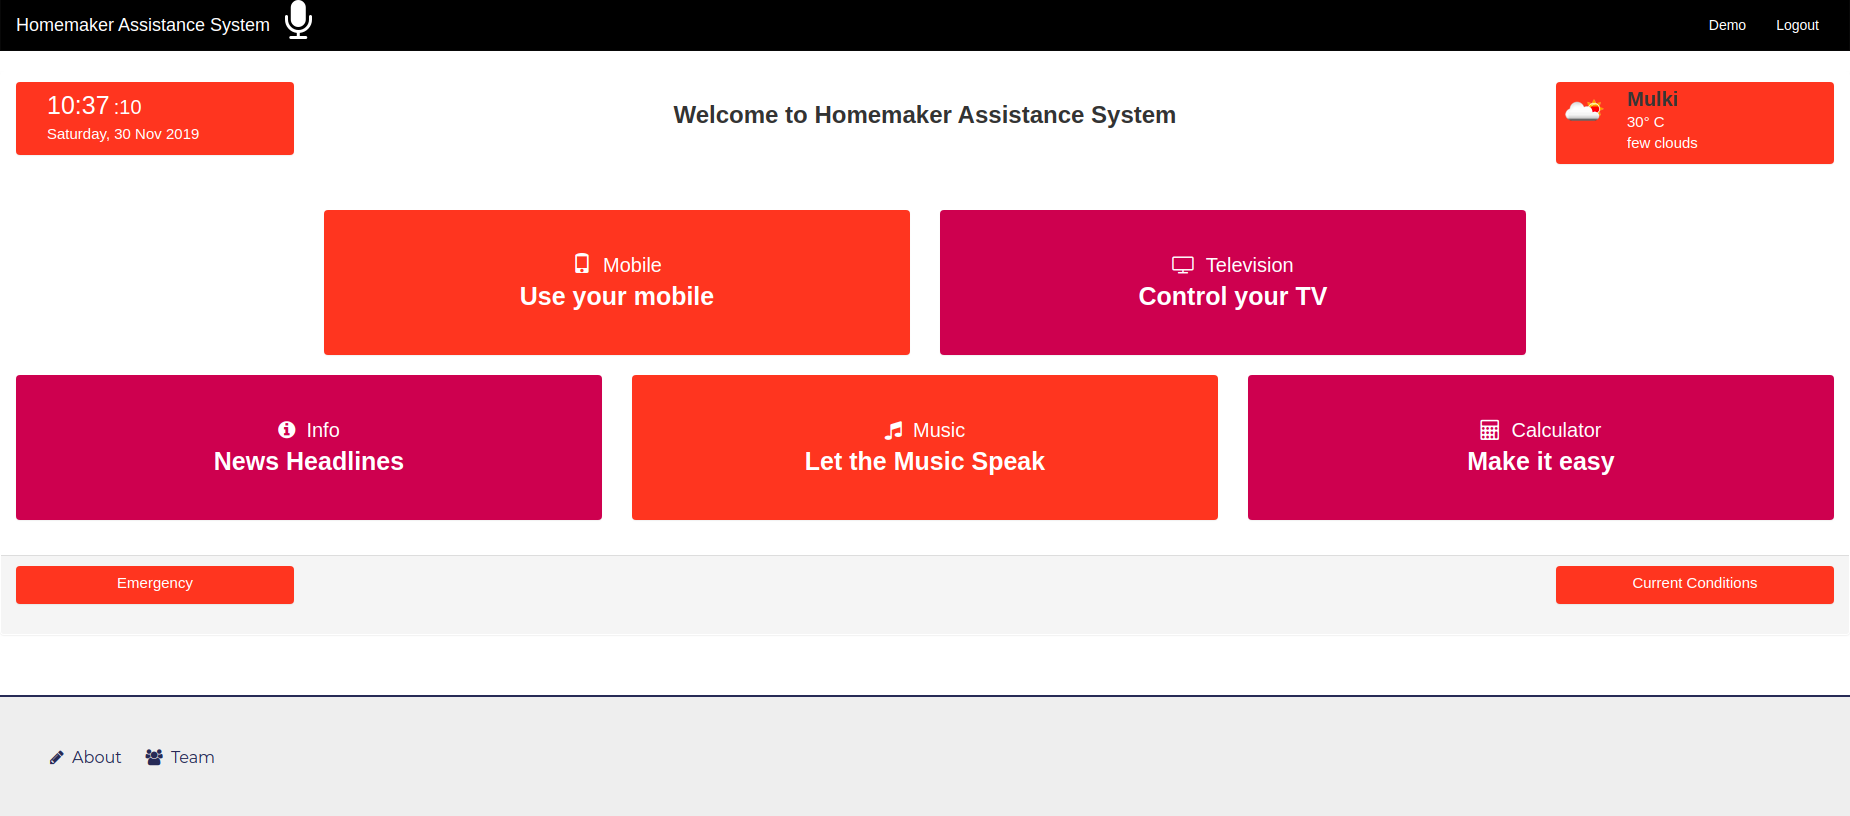 Homemaker Assistance System
Demo
Logout
10:37 :10
Saturday, 30 Nov 2019
Welcome to Homemaker Assistance System
Mulki
30° C
few clouds
Mobile
Use your mobile
Television
Control your TV
Info
News Headlines
Music
Let the Music Speak
Calculator
Make it easy
Emergency
Current Conditions
About
Team